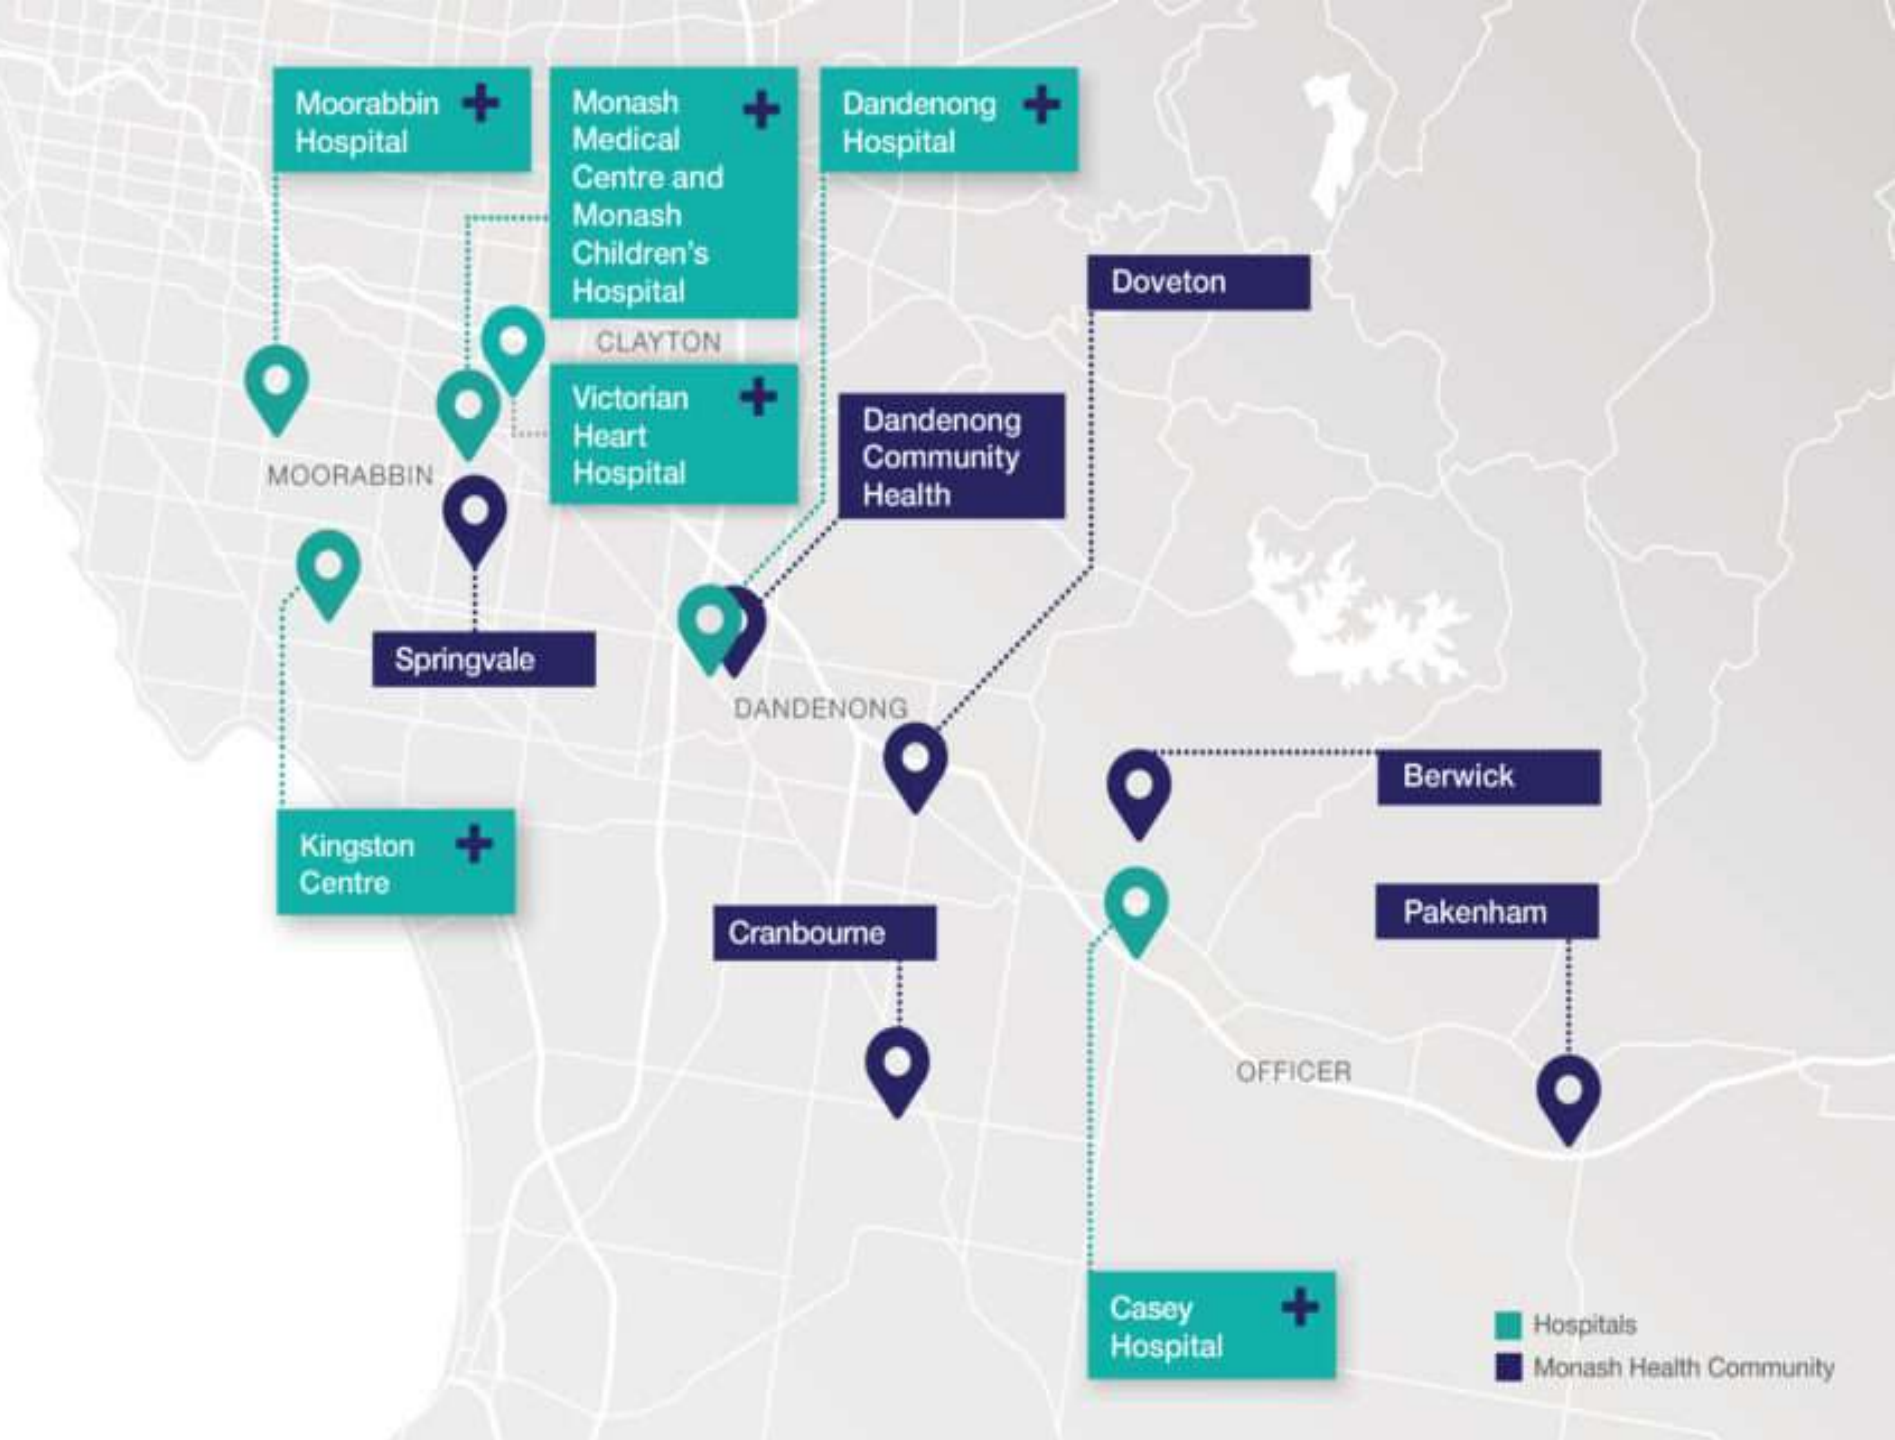 Moorabbin
Hospital
Monash
Medical
Centre and
Monash
Children's
Hospital
Dandenong
Hospital
Doveton
CLAYTON
Victorian
Heart
Hospital
Dandenong
Community
Health
MOORABBIN
Springvale
DANDENONG
Berwick
Kingston
Centre
Cranbourne
Pakenham
OFFICER
Casey
Hospital
Hospitals
Monash Health Community